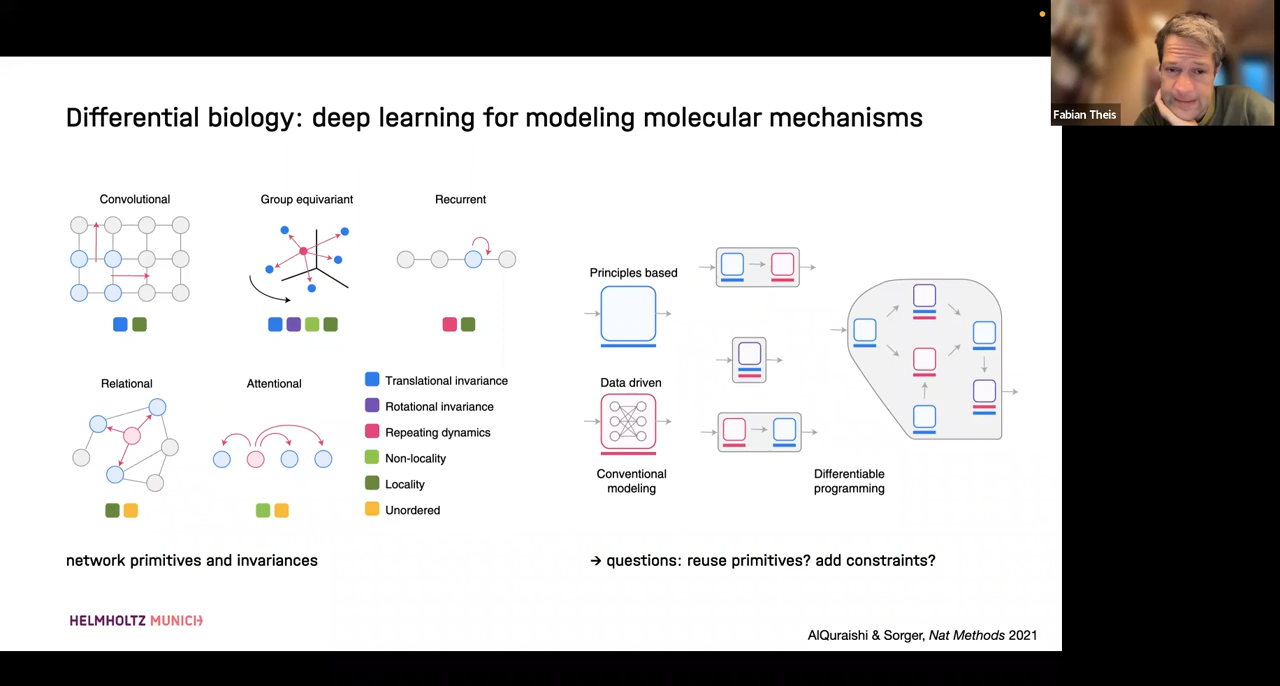 Fabian Theis
Differential biology: deep learning for modeling molecular mechanisms
Convolutional
Group equivariant
Recurrent
Relational
Attentional
Translational invariance
Rotational invariance
Repeating dynamics
Non-locality
Locality
Unordered
network primitives and invariances
Principles based
Data driven
Conventional
modeling
Differentiable
programming
→ questions: reuse primitives? add constraints?
HELMHOLTZ MUNICH
AlQuraishi & Sorger, Nat Methods 2021